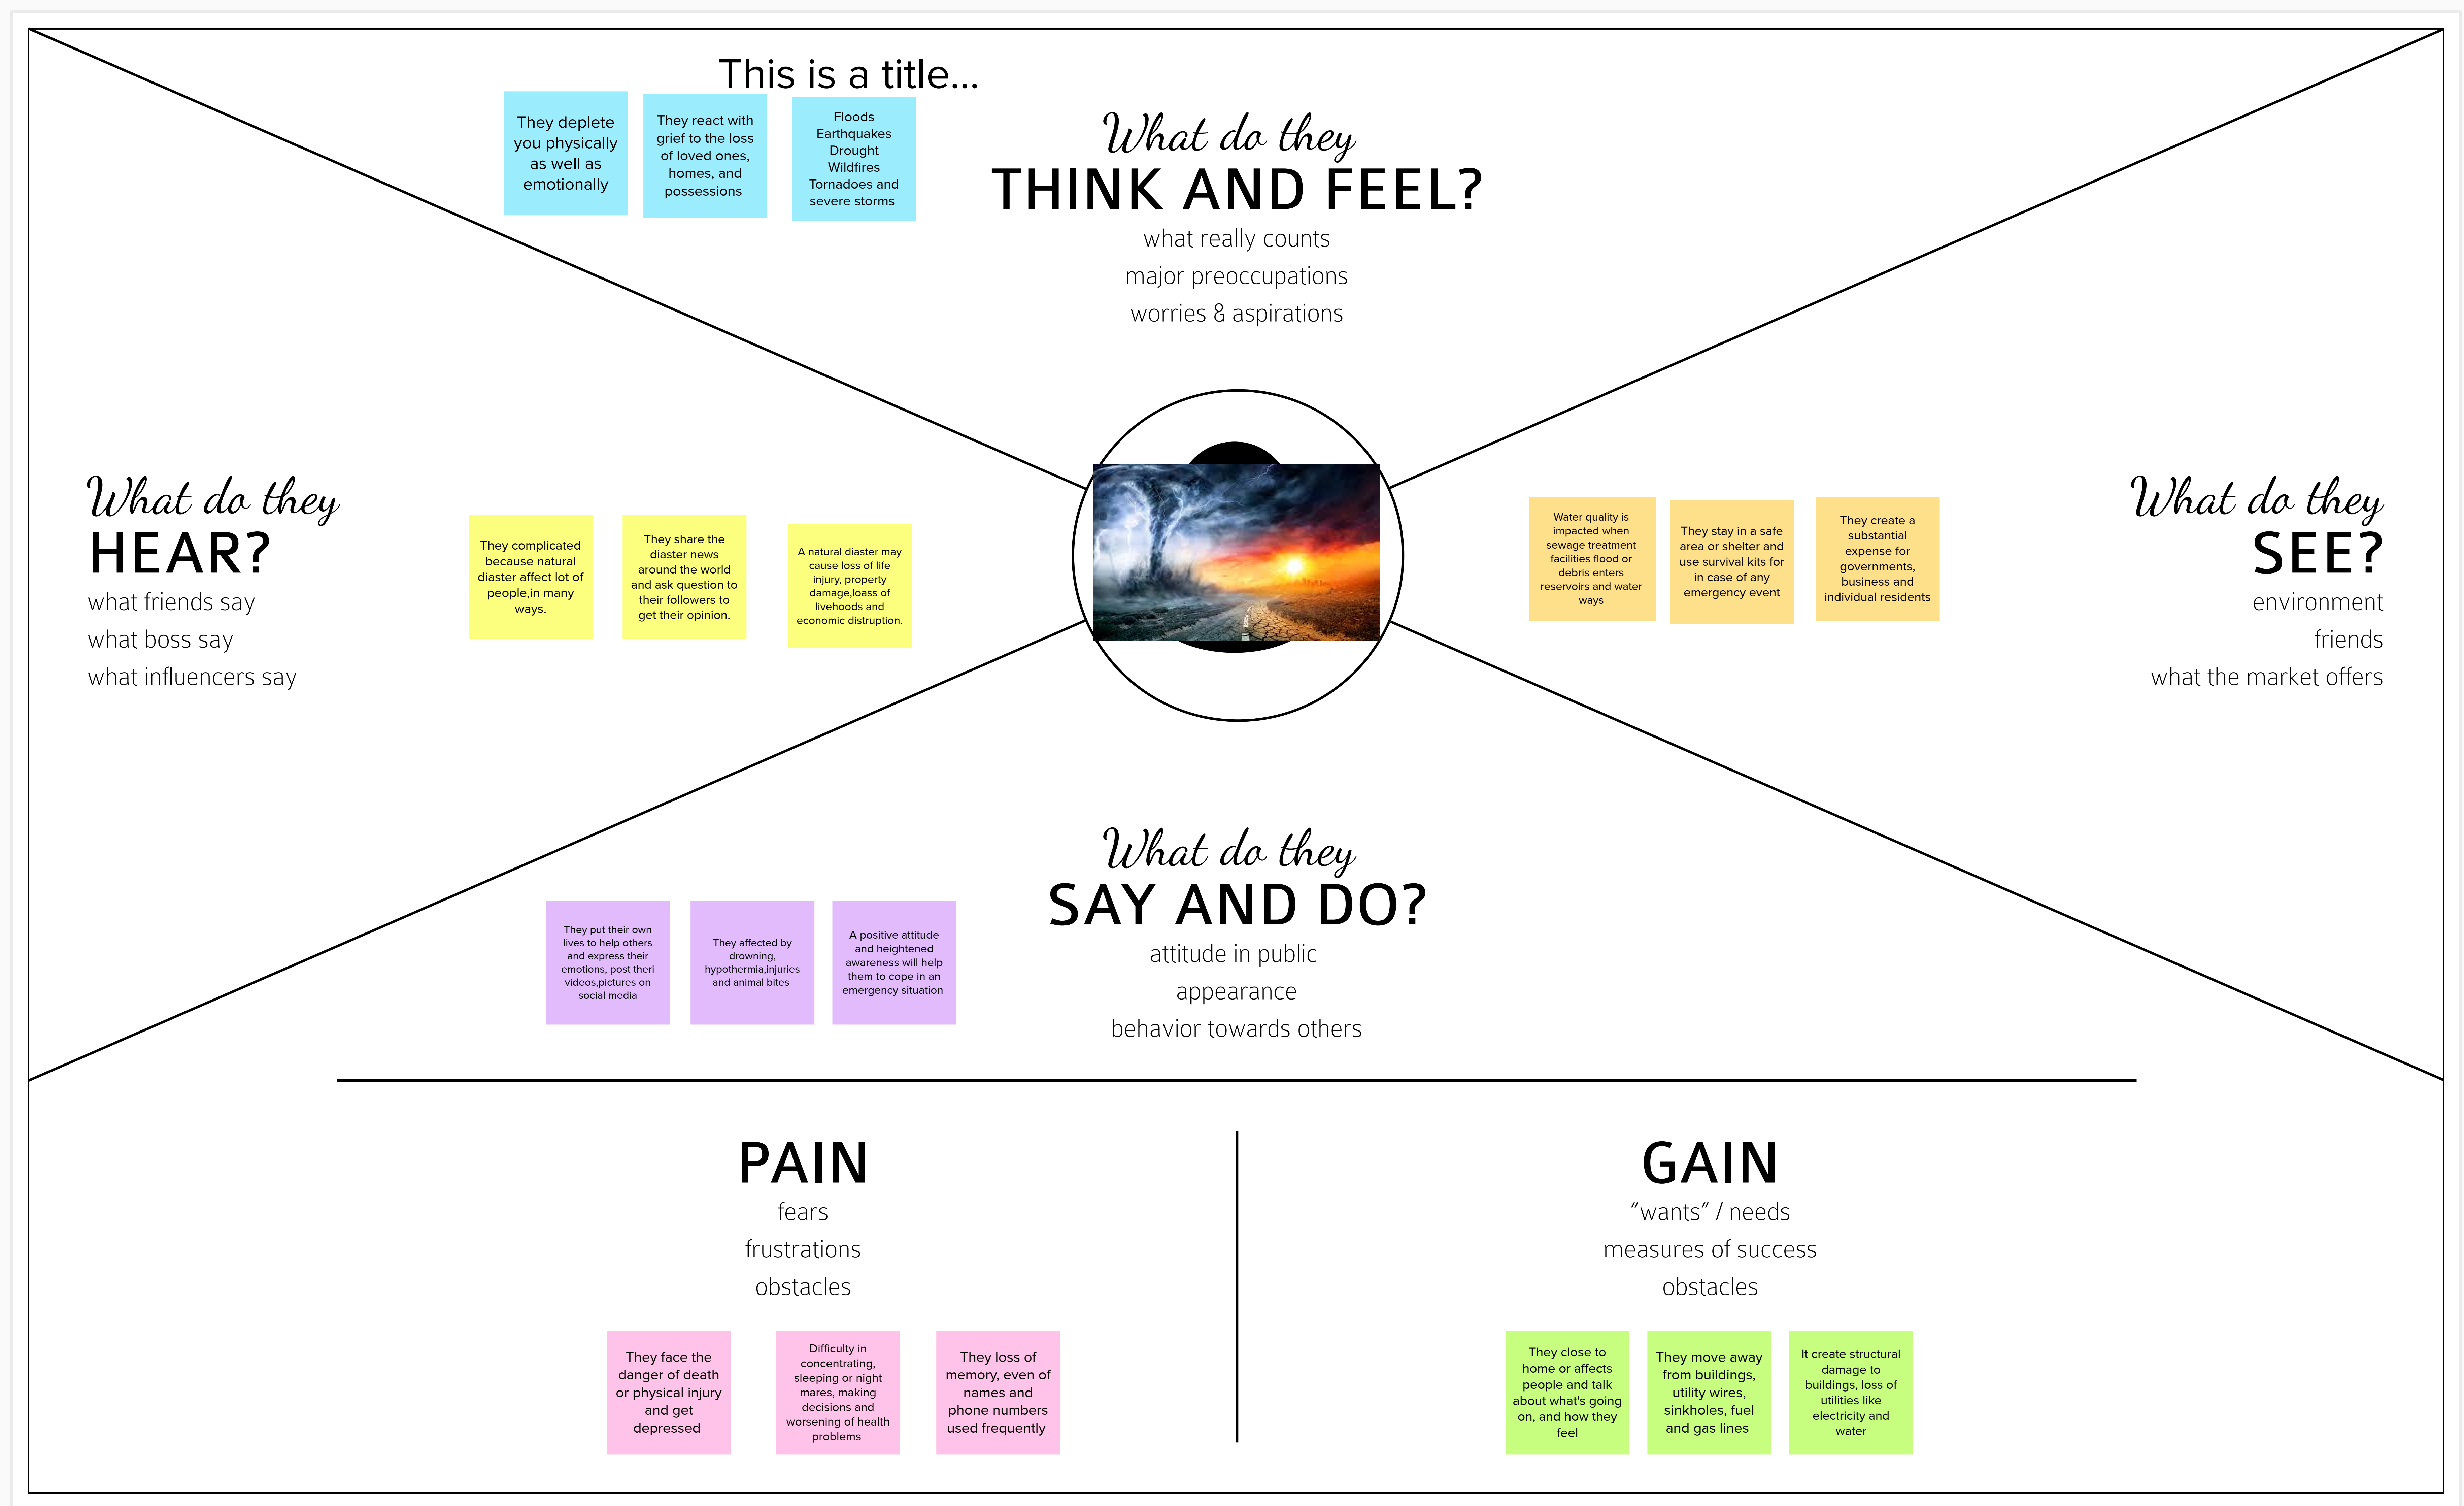 This is a title...
They deplete
you physically
as well as
emotionally
They react with
grief to the loss
of loved ones,
homes, and
possessions
Floods
Earthquakes
Drought
Wildfires
Tornadoes and
severe storms
What do they
THINK AND FEEL?
what really counts
major preoccupations
worries & aspirations
What do they
HEAR?
what friends say
what boss say
what influencers say
They complicated
because natural
diaster affect lot of
people,in many
ways.
They share the
diaster news
around the world
and ask question to
their followers to
get their opinion.
A natural diaster may
cause loss of life
injury, property
damage,loass of
livehoods and
economic distruption.
Water quality is
impacted when
sewage treatment
facilities flood or
debris enters
reservoirs and water
ways
They stay in a safe
area or shelter and
use survival kits for
in case of any
emergency event
They create a
substantial
expense for
governments,
business and
individual residents
What do they
SEE?
environment
friends
what the market offers
What do they
SAY AND DO?
attitude in public
appearance
behavior towards others
They put their own
lives to help others
and express their
emotions, post theri
videos,pictures on
social media
They affected by
drowning,
hypothermia,injuries
and animal bites
A positive attitude
and heightened
awareness will help
them to cope in an
emergency situation
PAIN
fears
frustrations
obstacles
They face the
danger of death
or physical injury
and get
depressed
Difficulty in
concentrating,
sleeping or night
mares, making
decisions and
worsening of health
problems
They loss of
memory, even of
names and
phone numbers
used frequently
GAIN
“wants” / needs
measures of success
obstacles
They close to
home or affects
people and talk
about what's going
on, and how they
feel
They move away
from buildings,
utility wires,
sinkholes, fuel
and gas lines
It create structural
damage to
buildings, loss of
utilities like
electricity and
water